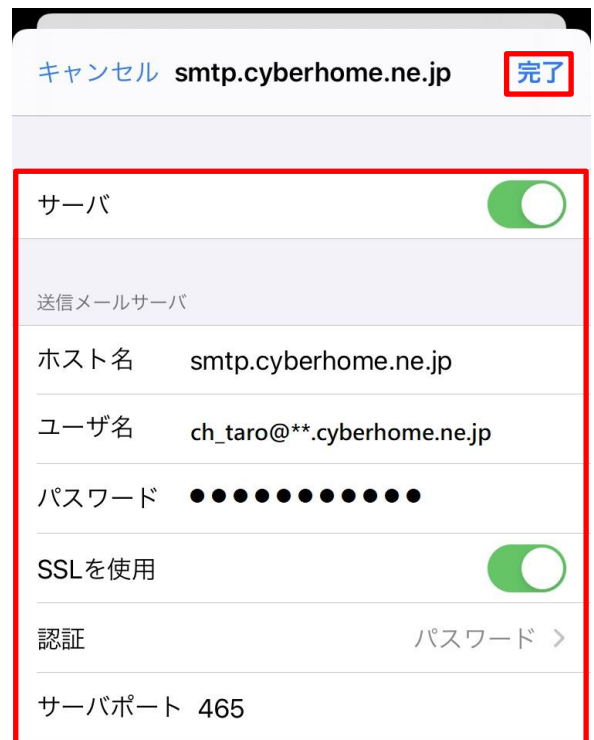 キャンセル smtp.cyberhome.ne.jp 完了
サーバ
送信メールサーバ
ホスト名 smtp.cyberhome.ne.jp
ユーザ名 ch_taro@**.cyberhome.ne.jp
パスワード ●●●●●●●●●●●
SSLを使用
認証 パスワード >
サーバポート 465